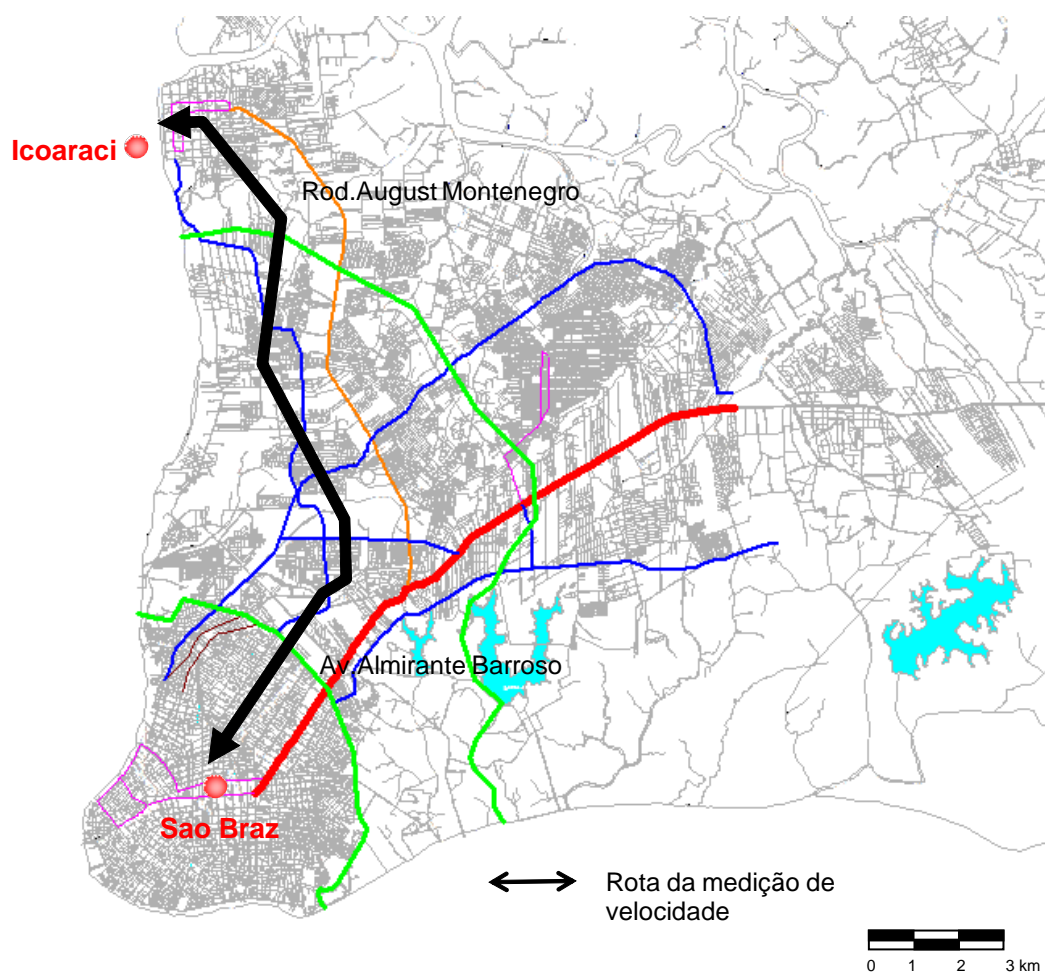 Icoaraci
Rod.August Montenegro
Av.Almirante Barroso
Sao Braz
Rota da medição de
velocidade
0 1 2 3 km